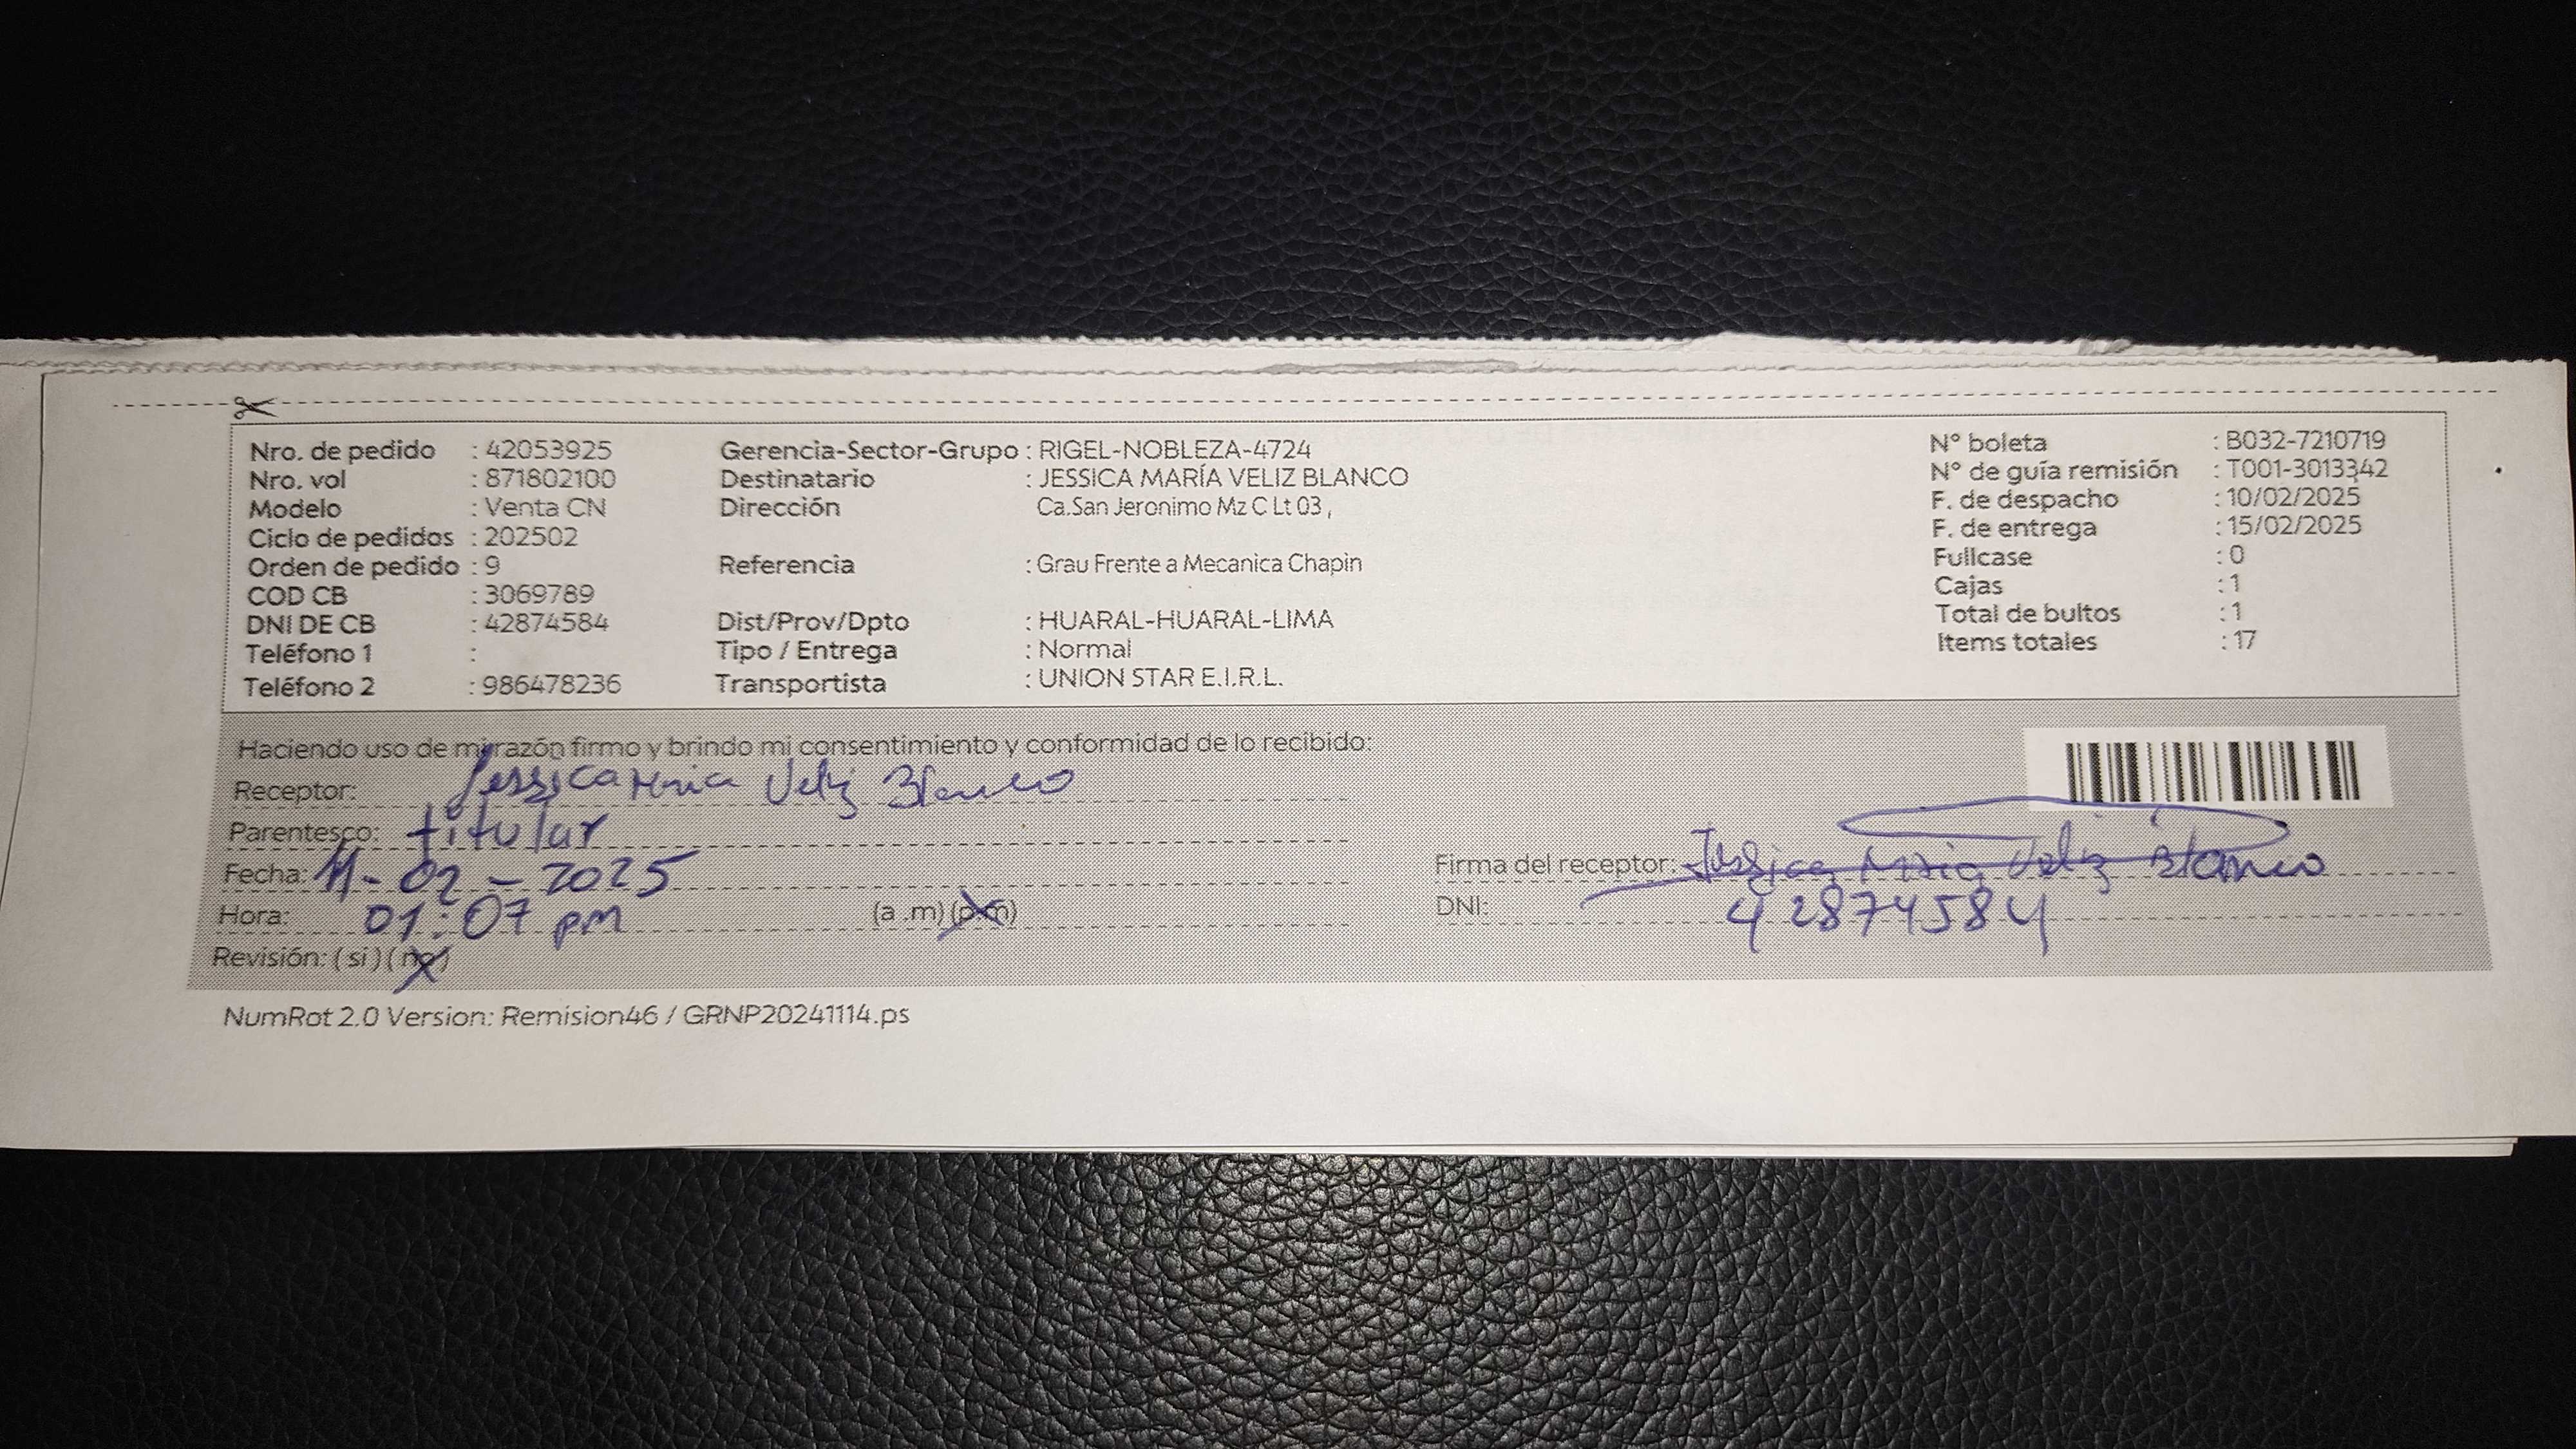 Nro. de pedido : 42053925
Nro. vol : 871802100
Modelo : Venta CN
Ciclo de pedidos : 202502
Orden de pedido : 9
COD CB : 3069789
DNI DE CB : 42874584
Teléfono 1 :
Teléfono 2 : 986478236
Gerencia-Sector-Grupo : RIGEL-NOBLEZA-4724
Destinatario : JESSICA MARÍA VELIZ BLANCO
Dirección Ca.San Jeronimo Mz C Lt 03 ,
Referencia : Grau Frente a Mecanica Chapin
Dist/Prov/Dpto : HUARAL-HUARAL-LIMA
Tipo / Entrega : Normal
Transportista : UNION STAR E.I.R.L.
N° boleta : B032-7210719
N° de guía remisión : T001-3013342
F. de despacho : 10/02/2025
F. de entrega : 15/02/2025
Fullcase : 0
Cajas : 1
Total de bultos : 1
Items totales : 17
Haciendo uso de mi razón firmo y brindo mi consentimiento y conformidad de lo recibido:
Receptor: Jessica Maria Veliz Blanco
Parentesco: titular
Fecha: 11-02-2025
Hora: 01:07 pm (a .m) (p.m)
Revisión: ( si ) ( no )
Firma del receptor: Jessica Maria Veliz Blanco
DNI: 42874584
NumRot 2.0 Version: Remision46 / GRNP20241114.ps